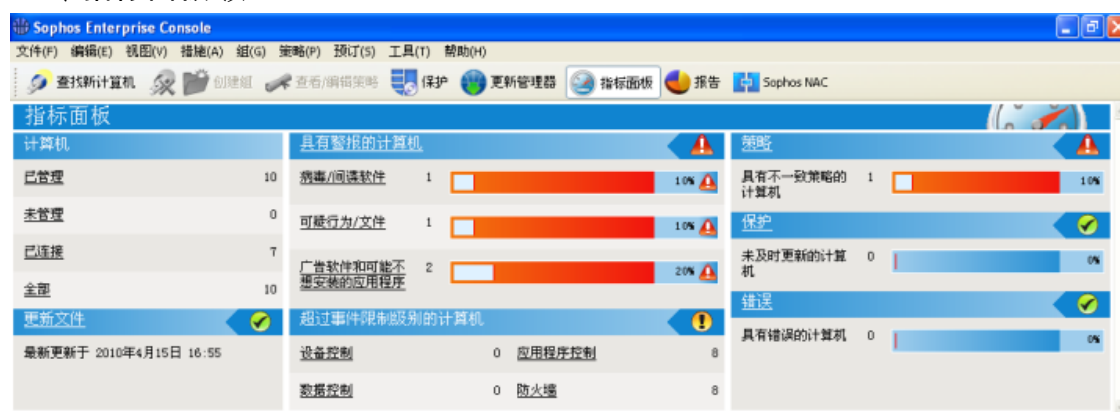 Sophos Enterprise Console
文件(F) 编辑(E) 视图(V) 措施(A) 组(G) 策略(P) 预订(S) 工具(T) 帮助(H)
查找新计算机 创建组 查看/编辑策略 保护 更新管理器 指标面板 报告 Sophos NAC
指标面板
计算机
已管理 10
未管理 0
已连接 7
全部 10
更新文件
最新更新于 2010年4月15日 16:55
具有警报的计算机
病毒/间谍软件 1 10%
可疑行为/文件 1 10%
广告软件和可能不
想安装的应用程序 2 20%
超过事件限制级别的计算机
设备控制 0 应用程序控制 8
数据控制 0 防火墙 8
策略
具有不一致策略的
计算机 1 10%
保护
未及时更新的计算
机 0 0%
错误
具有错误的计算机 0 0%